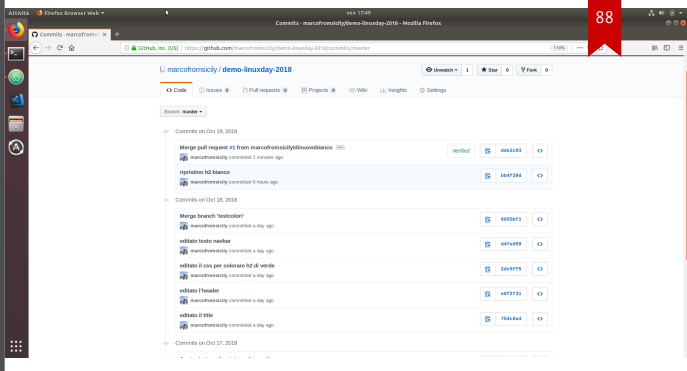 Attività Firefox Browser Web ven 17:49
88
Commits · marcofromsicily/demo-linuxday-2018 - Mozilla Firefox
Commits · marcofromsi
GitHub, Inc. (US) https://github.com/marcofromsicily/demo-linuxday-2018/commits/master 110%
marcofromsicily / demo-linuxday-2018
Unwatch 1 Star 0 Fork 0
Code Issues 0 Pull requests 0 Projects 0 Wiki Insights Settings
Branch: master
Commits on Oct 19, 2018
Merge pull request #1 from marcofromsicily/dinuovobianco
marcofromsicily committed 2 minutes ago
Verified
ripristino h2 bianco
marcofromsicily committed 6 hours ago
Commits on Oct 18, 2018
Merge branch 'testcolori'
marcofromsicily committed a day ago
editato testo navbar
marcofromsicily committed a day ago
editato il css per colorare h2 di verde
marcofromsicily committed a day ago
editato l'header
marcofromsicily committed a day ago
editato il title
marcofromsicily committed a day ago
Commits on Oct 17, 2018